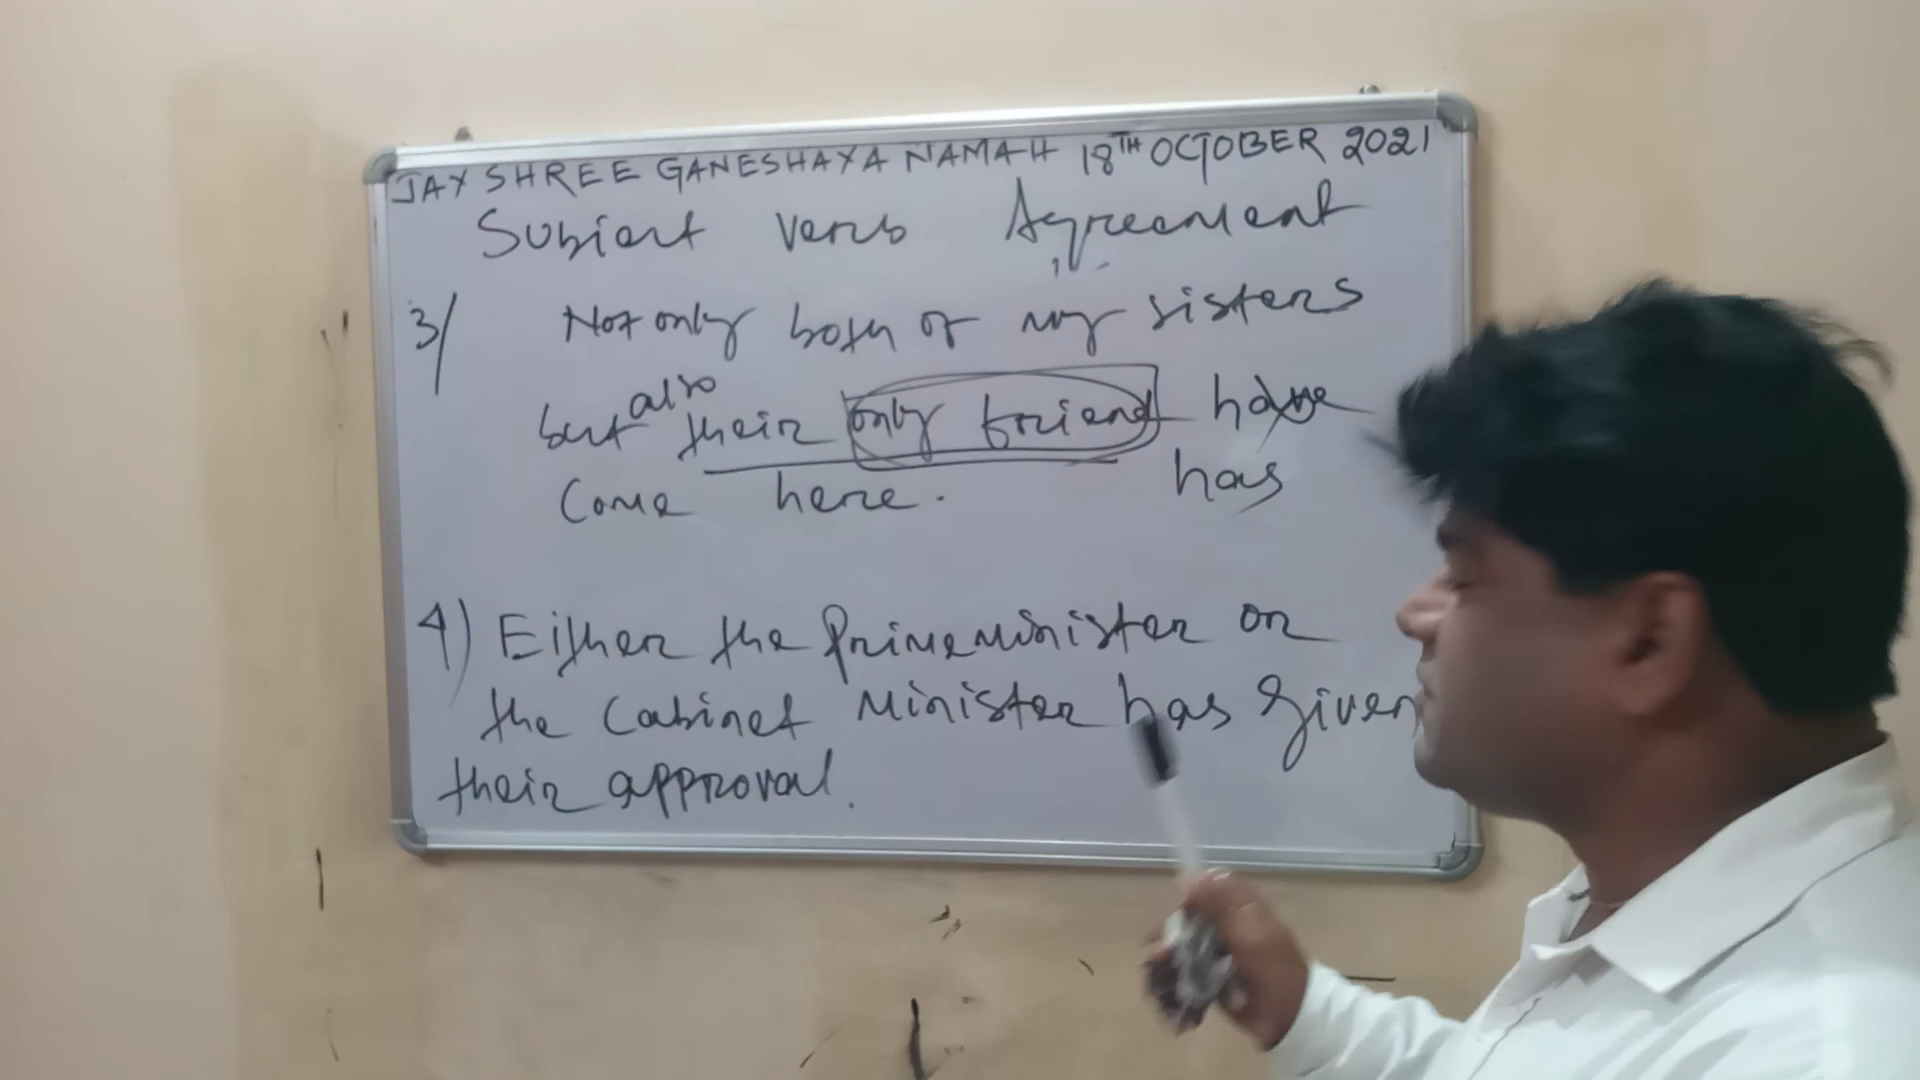 JAY SHREE GANESHAYA NAMAH 18TH OCTOBER 2021
Subject verb Agreement
3/ Not only both of my sisters
but also their only friend have
come here. has
4) Either the Prime Minister or
the Cabinet Minister has given
their approval.